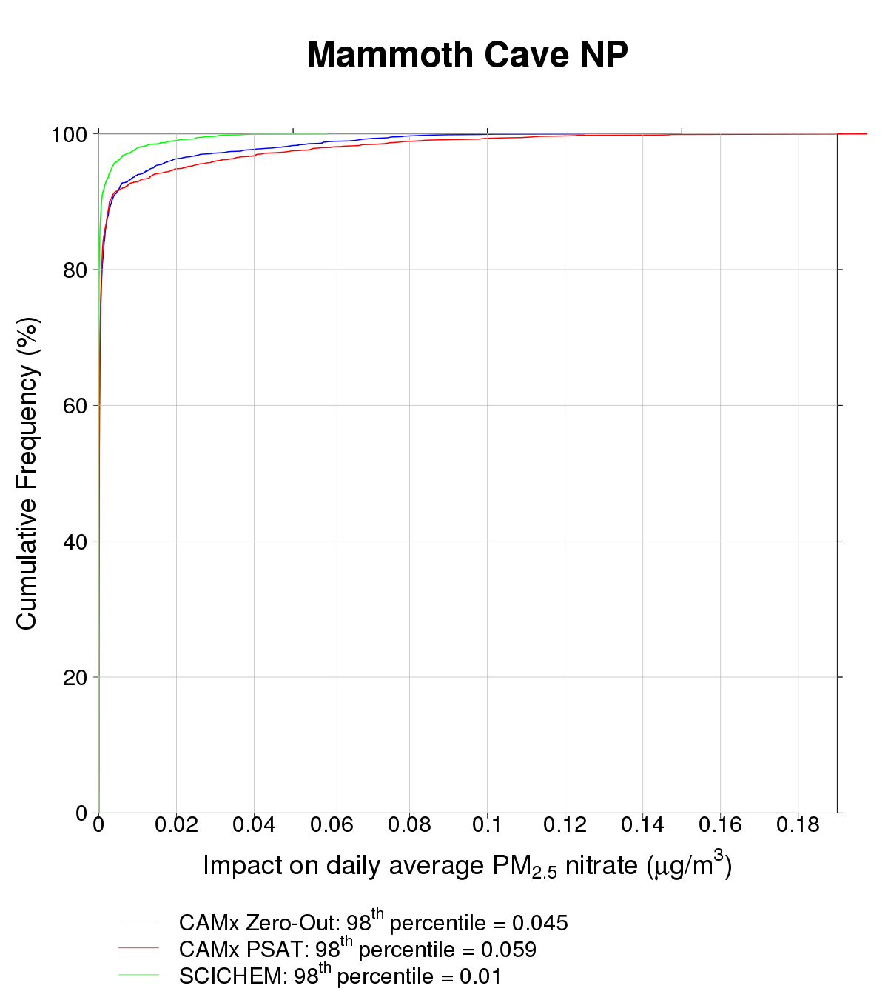 Mammoth Cave NP
100
80
60
40
20
0
Cumulative Frequency (%)
0 0.02 0.04 0.06 0.08 0.1 0.12 0.14 0.16 0.18
Impact on daily average PM2.5 nitrate (μg/m3)
CAMx Zero-Out: 98th percentile = 0.045
CAMx PSAT: 98th percentile = 0.059
SCICHEM: 98th percentile = 0.01